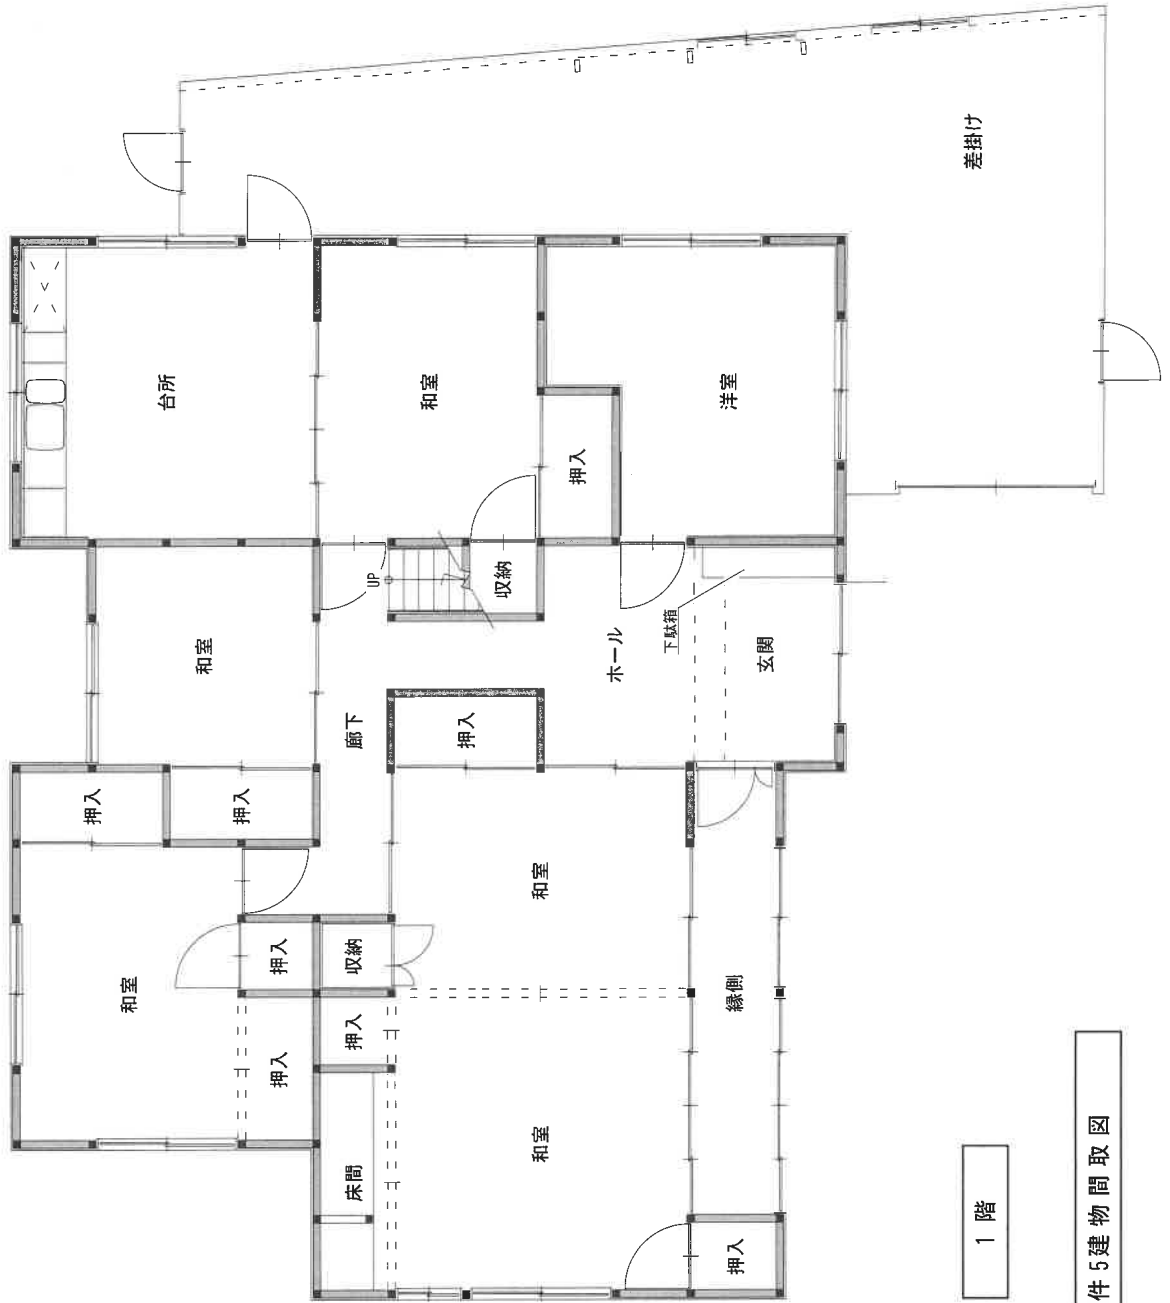 押入
台所
和室
和室
押入
押入
押入
床間
押入
収納
廊下
UP
和室
押入
収納
和室
和室
押入
ホール
下駄箱
押入
縁側
玄関
洋室
差掛け
1階
件5建物間取図